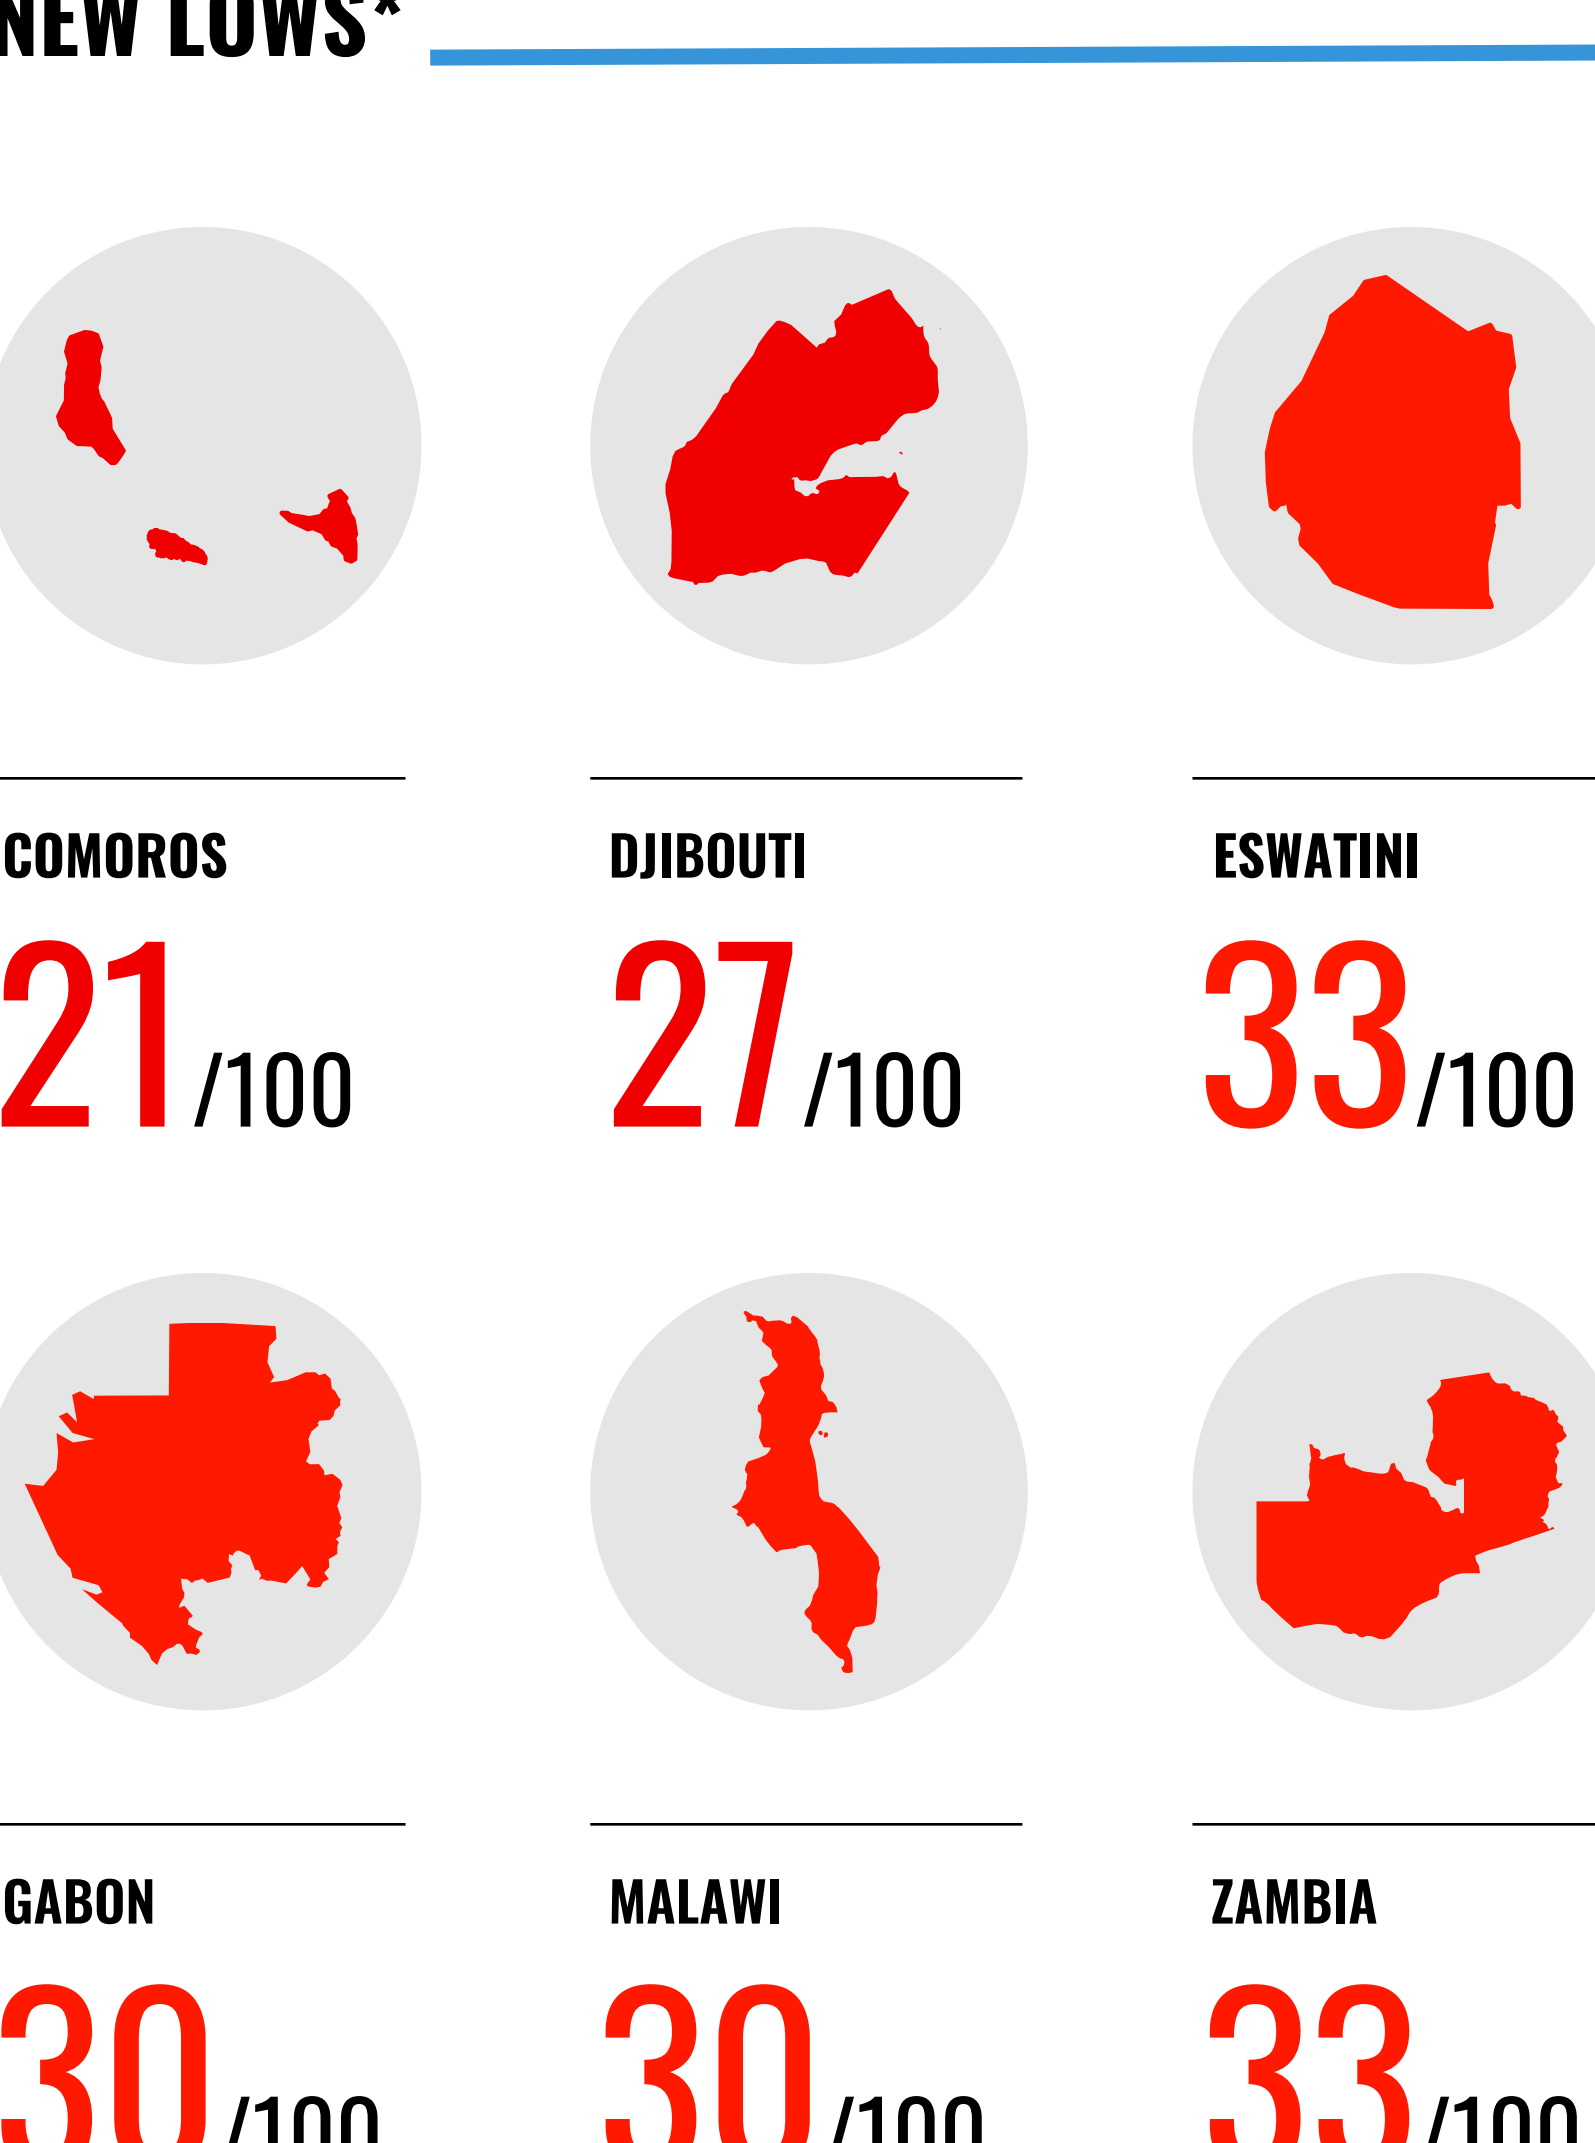 NEW LOWS*
COMOROS
DJIBOUTI
ESWATINI
21/100
27/100
33/100
GABON
MALAWI
ZAMBIA
30/100
30/100
33/100